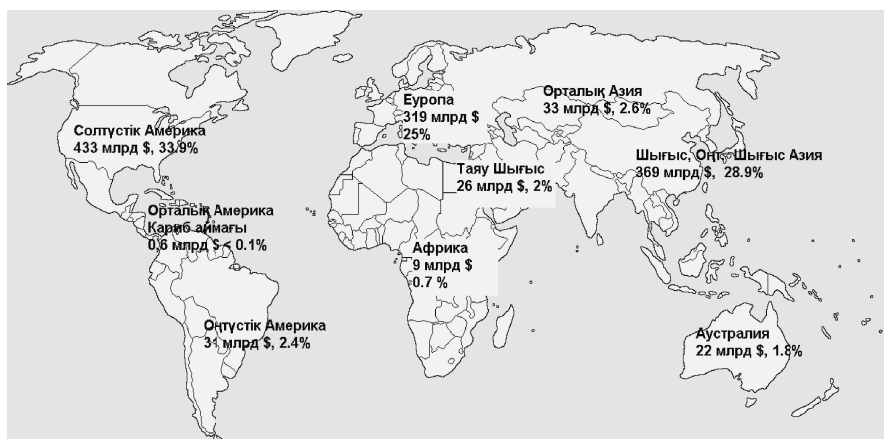 Солтүстік Америка
433 млрд $, 33.9%
Еуропа
319 млрд $
25%
Орталық Азия
33 млрд $, 2.6%
Шығыс, Оңт. Шығыс Азия
369 млрд $, 28.9%
Таяу Шығыс
26 млрд $, 2%
Орталық Америка
Кариб аймағы
0,6 млрд $ < 0.1%
Африка
9 млрд $
0.7 %
Оңтүстік Америка
31 млрд $, 2.4%
Аустралия
22 млрд $, 1.8%